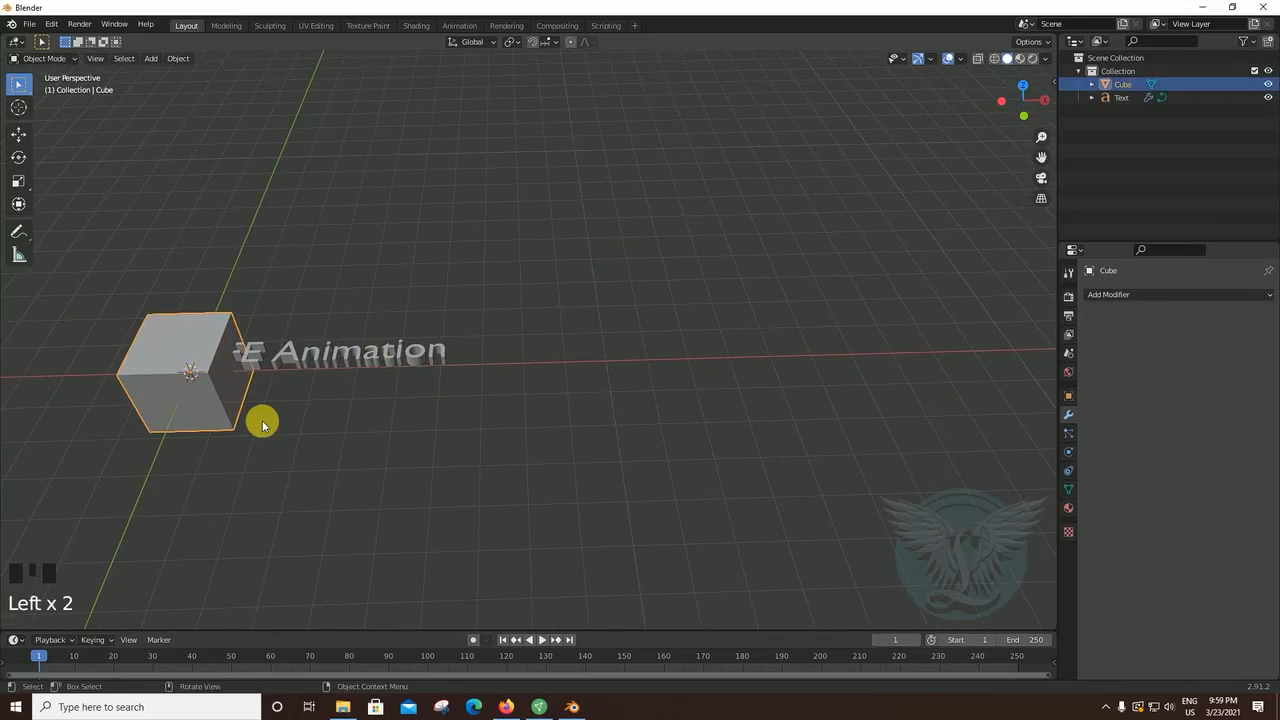 Blender
File Edit Render Window Help Layout Modeling Sculpting UV Editing Texture Paint Shading Animation Rendering Compositing Scripting + Scene View Layer
Global Options
Object Mode View Select Add Object
User Perspective
(1) Collection | Cube
Scene Collection
Collection
Cube
Text
Z
X
E Animation
Cube
Add Modifier
Left x 2
Playback Keying View Marker 1 Start 1 End 250
1 10 20 30 40 50 60 70 80 90 100 110 120 130 140 150 160 170 180 190 200 210 220 230 240 250
Select Box Select Rotate View Object Context Menu 2.91.2
Type here to search
ENG 9:59 PM
US 3/23/2021